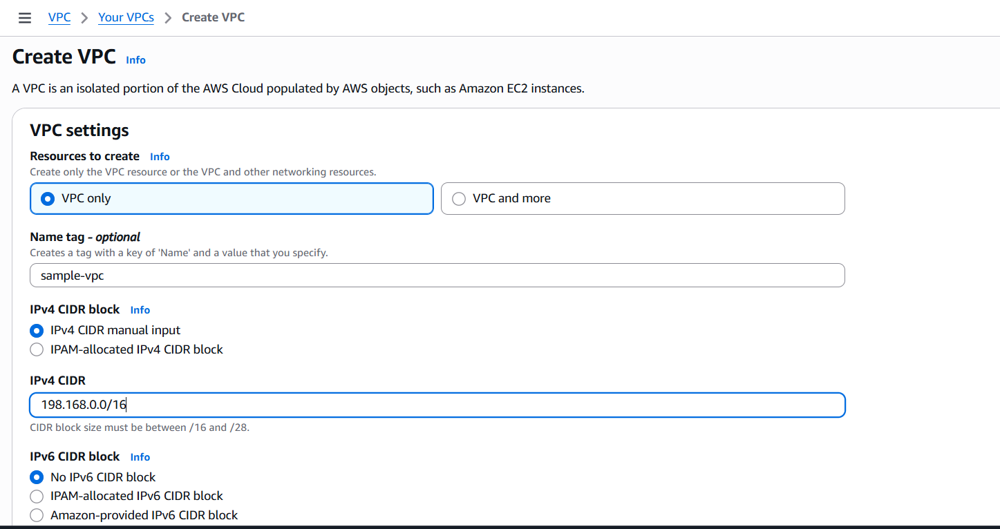 VPC > Your VPCs > Create VPC
Create VPC Info
A VPC is an isolated portion of the AWS Cloud populated by AWS objects, such as Amazon EC2 instances.
VPC settings
Resources to create Info
Create only the VPC resource or the VPC and other networking resources.
VPC only VPC and more
Name tag - optional
Creates a tag with a key of 'Name' and a value that you specify.
sample-vpc
IPv4 CIDR block Info
IPv4 CIDR manual input
IPAM-allocated IPv4 CIDR block
IPv4 CIDR
198.168.0.0/16
CIDR block size must be between /16 and /28.
IPv6 CIDR block Info
No IPv6 CIDR block
IPAM-allocated IPv6 CIDR block
Amazon-provided IPv6 CIDR block